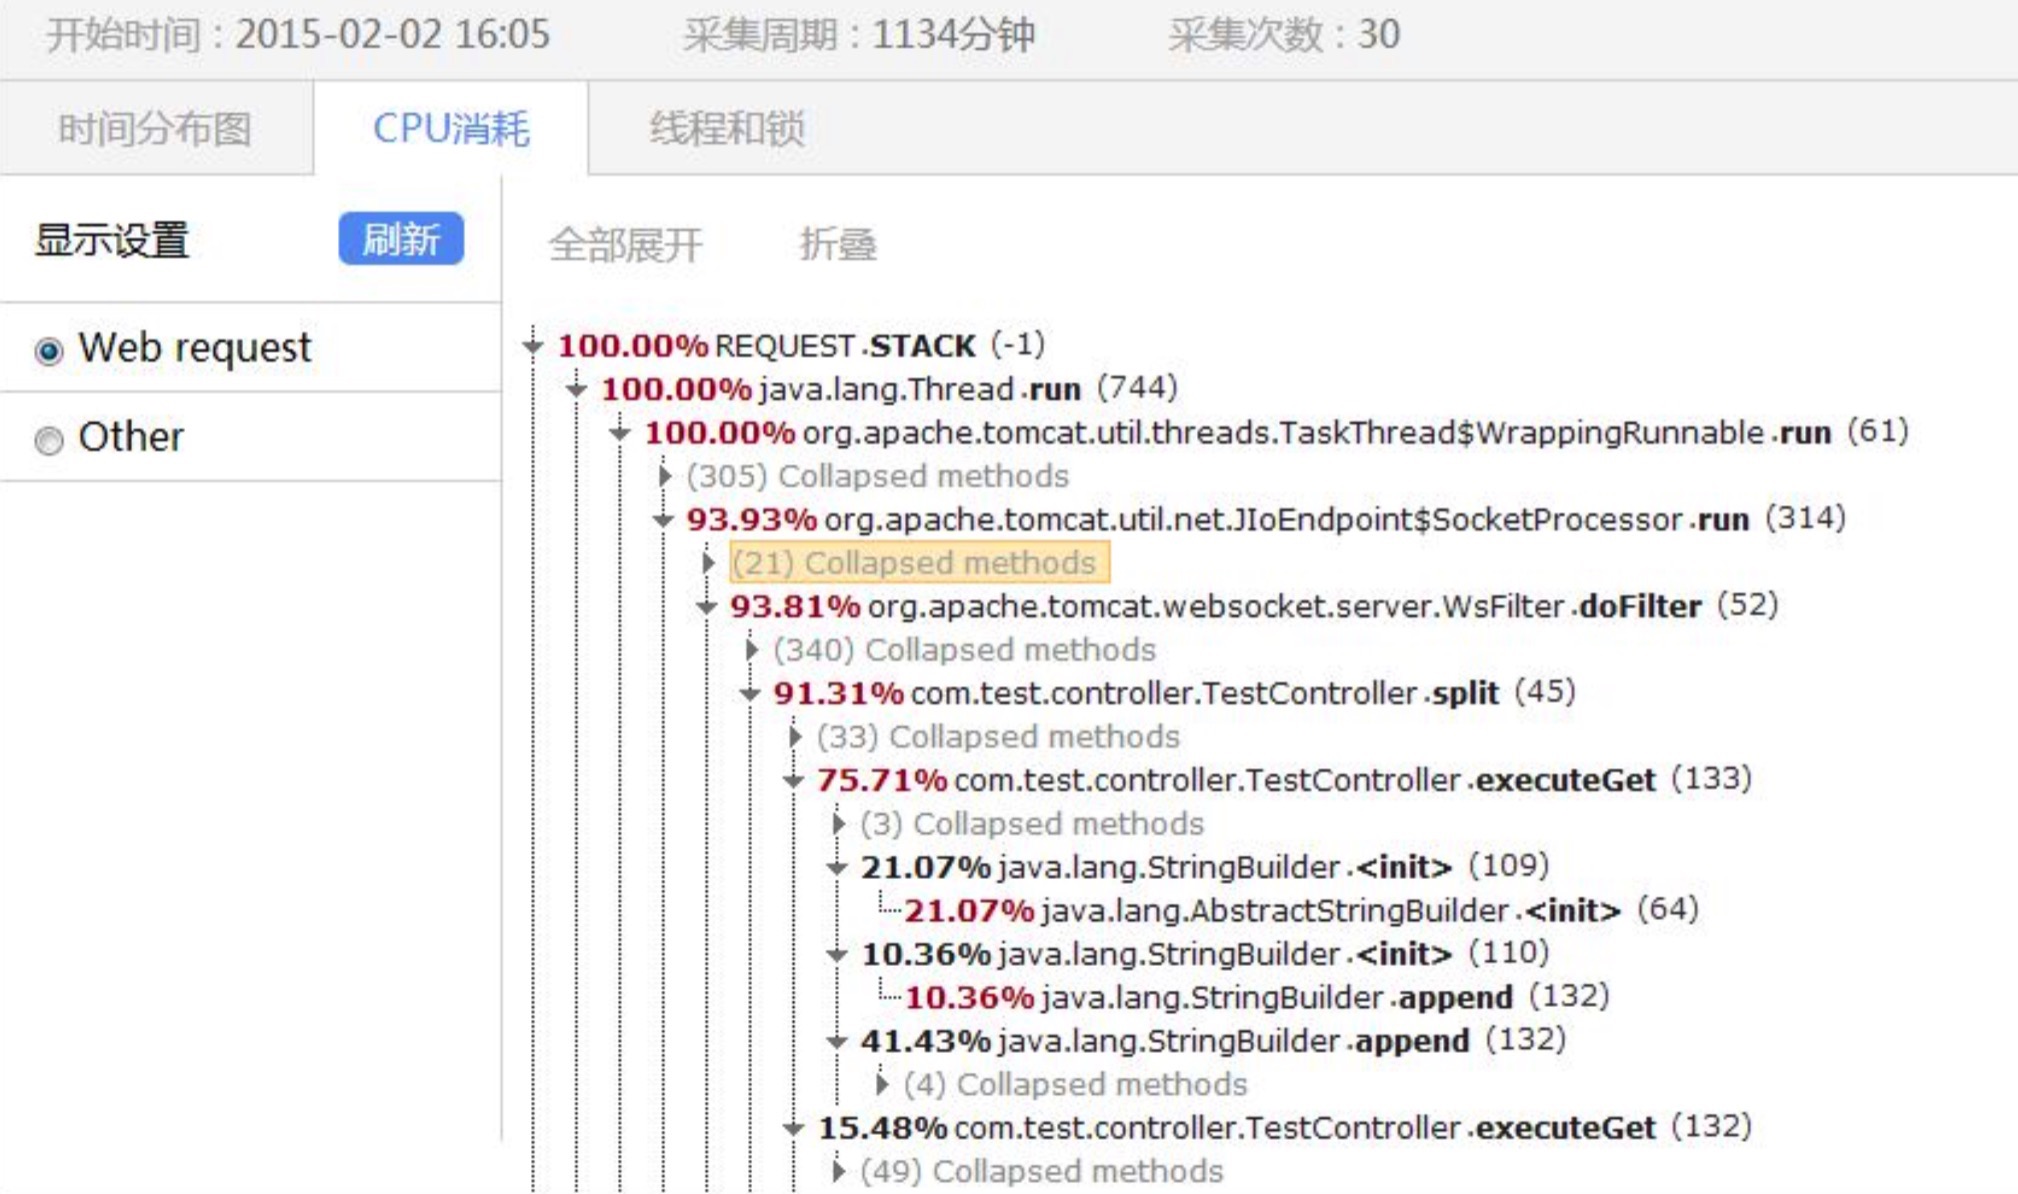 开始时间：2015-02-02 16:05 采集周期：1134分钟 采集次数：30
时间分布图 CPU消耗 线程和锁
显示设置 刷新
Web request
Other
全部展开 折叠
100.00% REQUEST.STACK (-1)
100.00% java.lang.Thread.run (744)
100.00% org.apache.tomcat.util.threads.TaskThread$WrappingRunnable.run (61)
(305) Collapsed methods
93.93% org.apache.tomcat.util.net.JIoEndpoint$SocketProcessor.run (314)
(21) Collapsed methods
93.81% org.apache.tomcat.websocket.server.WsFilter.doFilter (52)
(340) Collapsed methods
91.31% com.test.controller.TestController.split (45)
(33) Collapsed methods
75.71% com.test.controller.TestController.executeGet (133)
(3) Collapsed methods
21.07% java.lang.StringBuilder.<init> (109)
21.07% java.lang.AbstractStringBuilder.<init> (64)
10.36% java.lang.StringBuilder.<init> (110)
10.36% java.lang.StringBuilder.append (132)
41.43% java.lang.StringBuilder.append (132)
(4) Collapsed methods
15.48% com.test.controller.TestController.executeGet (132)
(49) Collapsed methods